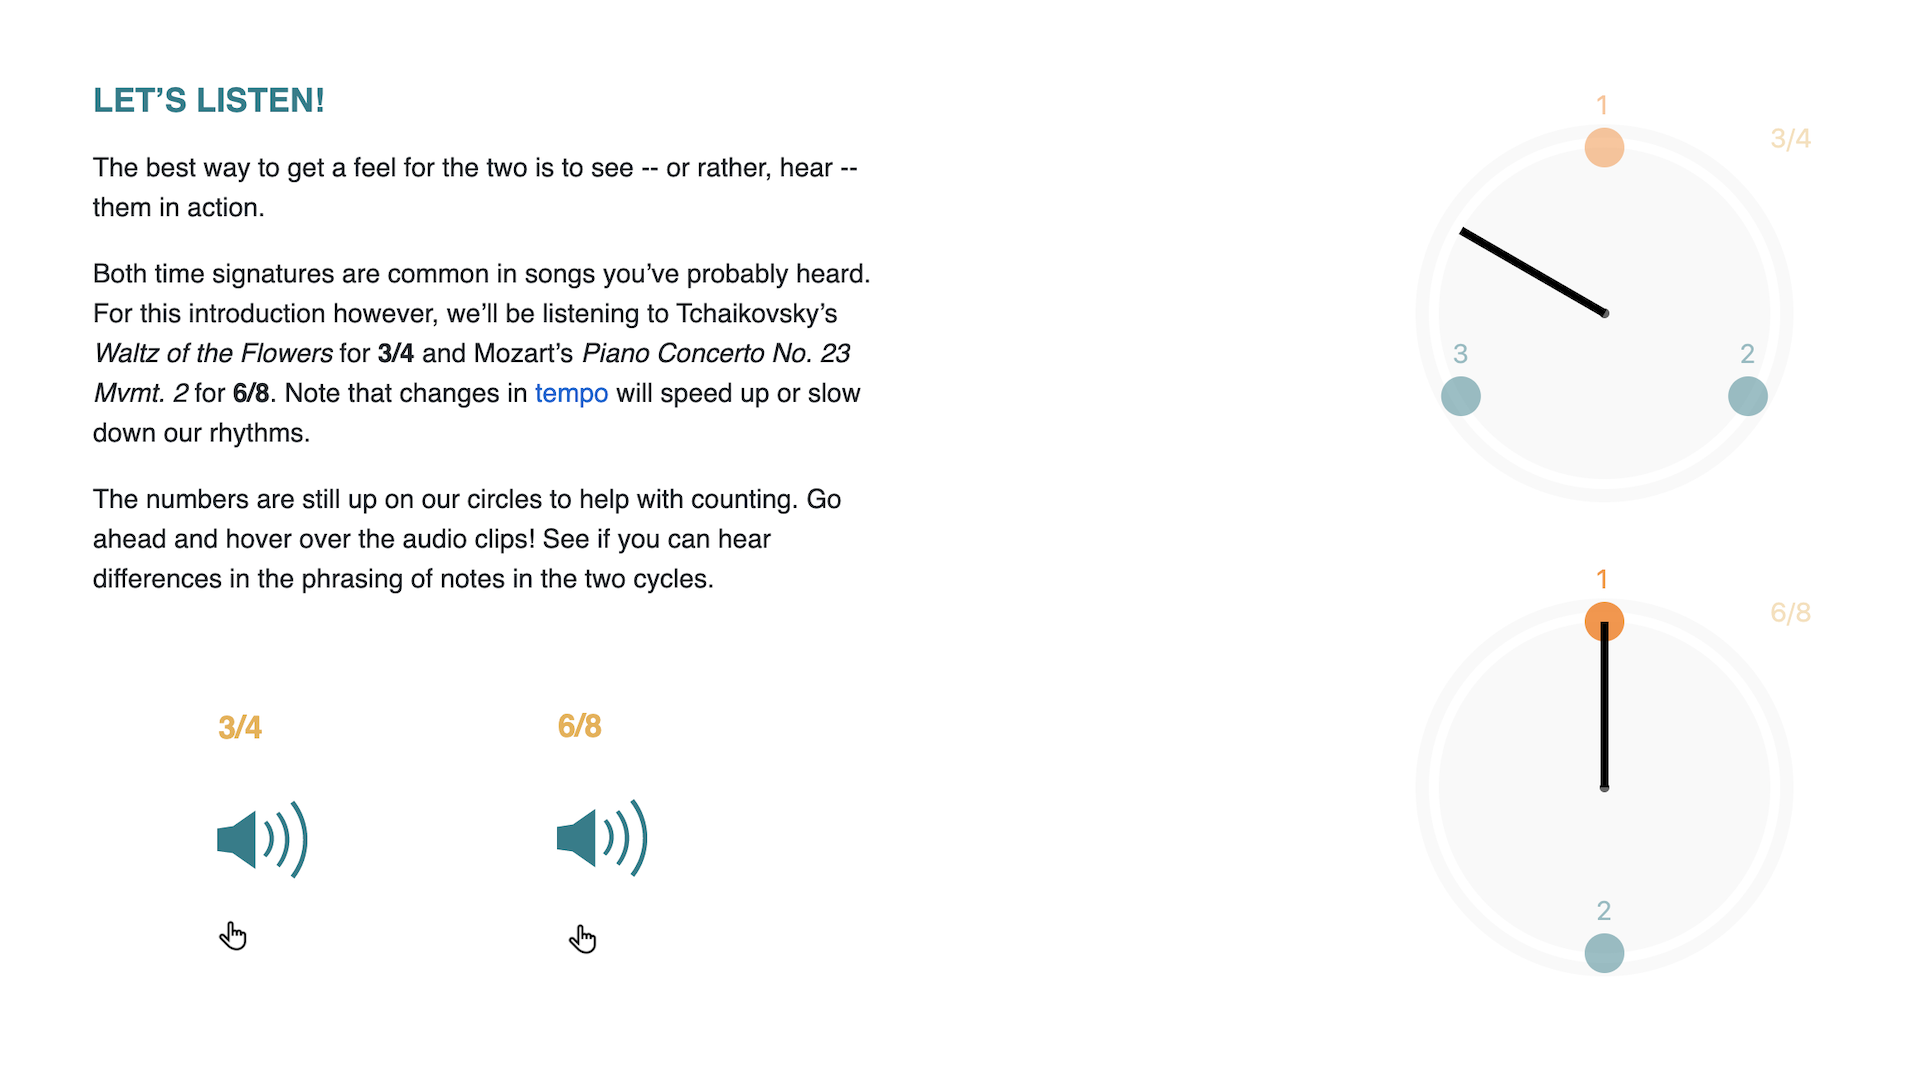 LET’S LISTEN!
The best way to get a feel for the two is to see -- or rather, hear --
them in action.
Both time signatures are common in songs you’ve probably heard.
For this introduction however, we’ll be listening to Tchaikovsky’s
Waltz of the Flowers for 3/4 and Mozart’s Piano Concerto No. 23
Mvmt. 2 for 6/8. Note that changes in tempo will speed up or slow
down our rhythms.
The numbers are still up on our circles to help with counting. Go
ahead and hover over the audio clips! See if you can hear
differences in the phrasing of notes in the two cycles.
3/4
6/8
1
3/4
3
2
1
6/8
2